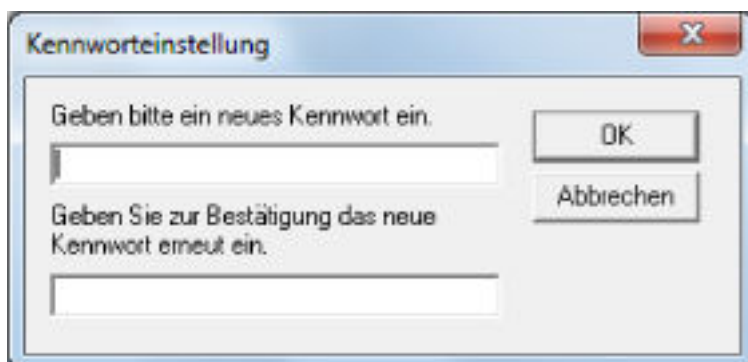 Kennworteinstellung
Geben bitte ein neues Kennwort ein.
OK
Abbrechen
Geben Sie zur Bestätigung das neue
Kennwort erneut ein.